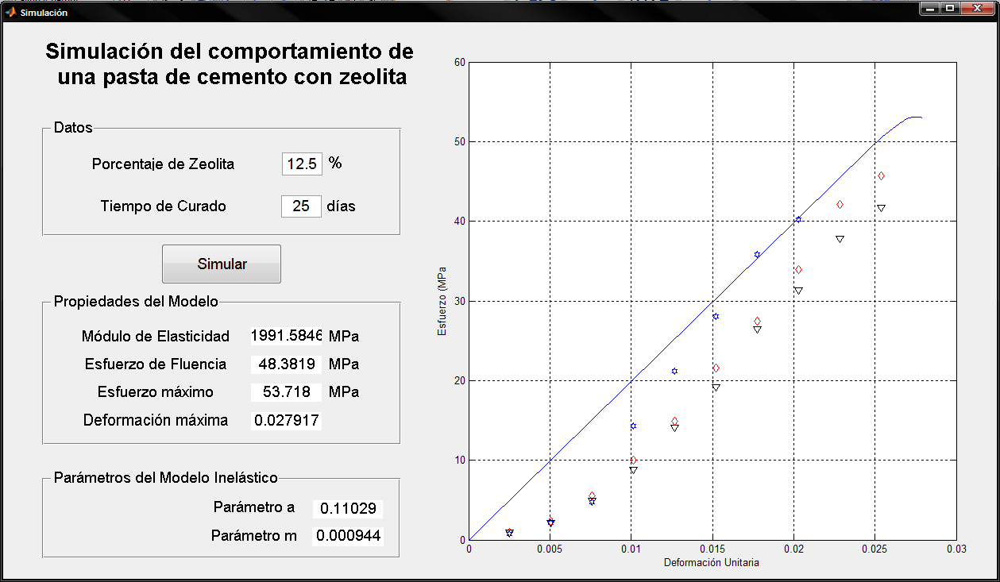 Simulación
Simulación del comportamiento de
una pasta de cemento con zeolita
Datos
Porcentaje de Zeolita 12.5 %
Tiempo de Curado 25 días
Simular
Propiedades del Modelo
Módulo de Elasticidad 1991.5846 MPa
Esfuerzo de Fluencia 48.3819 MPa
Esfuerzo máximo 53.718 MPa
Deformación máxima 0.027917
Parámetros del Modelo Inelástico
Parámetro a 0.11029
Parámetro m 0.000944
60
50
40
30
20
10
0
Esfuerzo (MPa
0 0.005 0.01 0.015 0.02 0.025 0.03
Deformación Unitaria